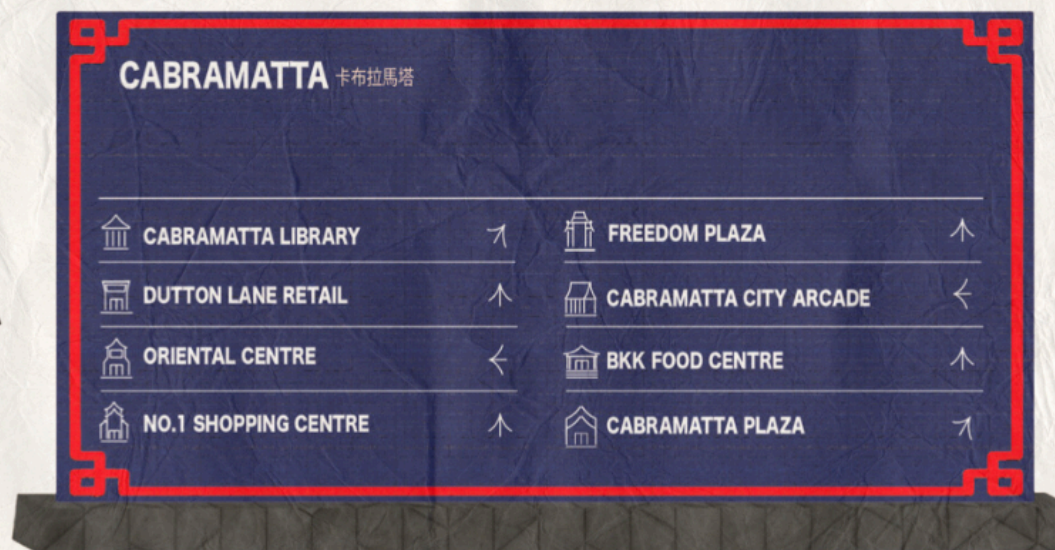 CABRAMATTA 卡布拉馬塔
CABRAMATTA LIBRARY
DUTTON LANE RETAIL
ORIENTAL CENTRE
NO.1 SHOPPING CENTRE
FREEDOM PLAZA
CABRAMATTA CITY ARCADE
BKK FOOD CENTRE
CABRAMATTA PLAZA